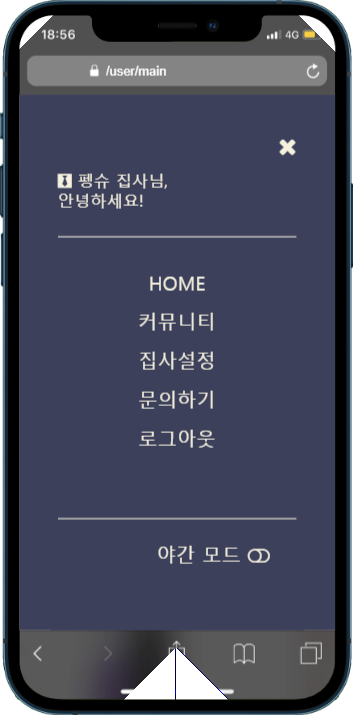 18:56
4G
/user/main
펭슈 집사님,
안녕하세요!
HOME
커뮤니티
집사설정
문의하기
로그아웃
야간 모드